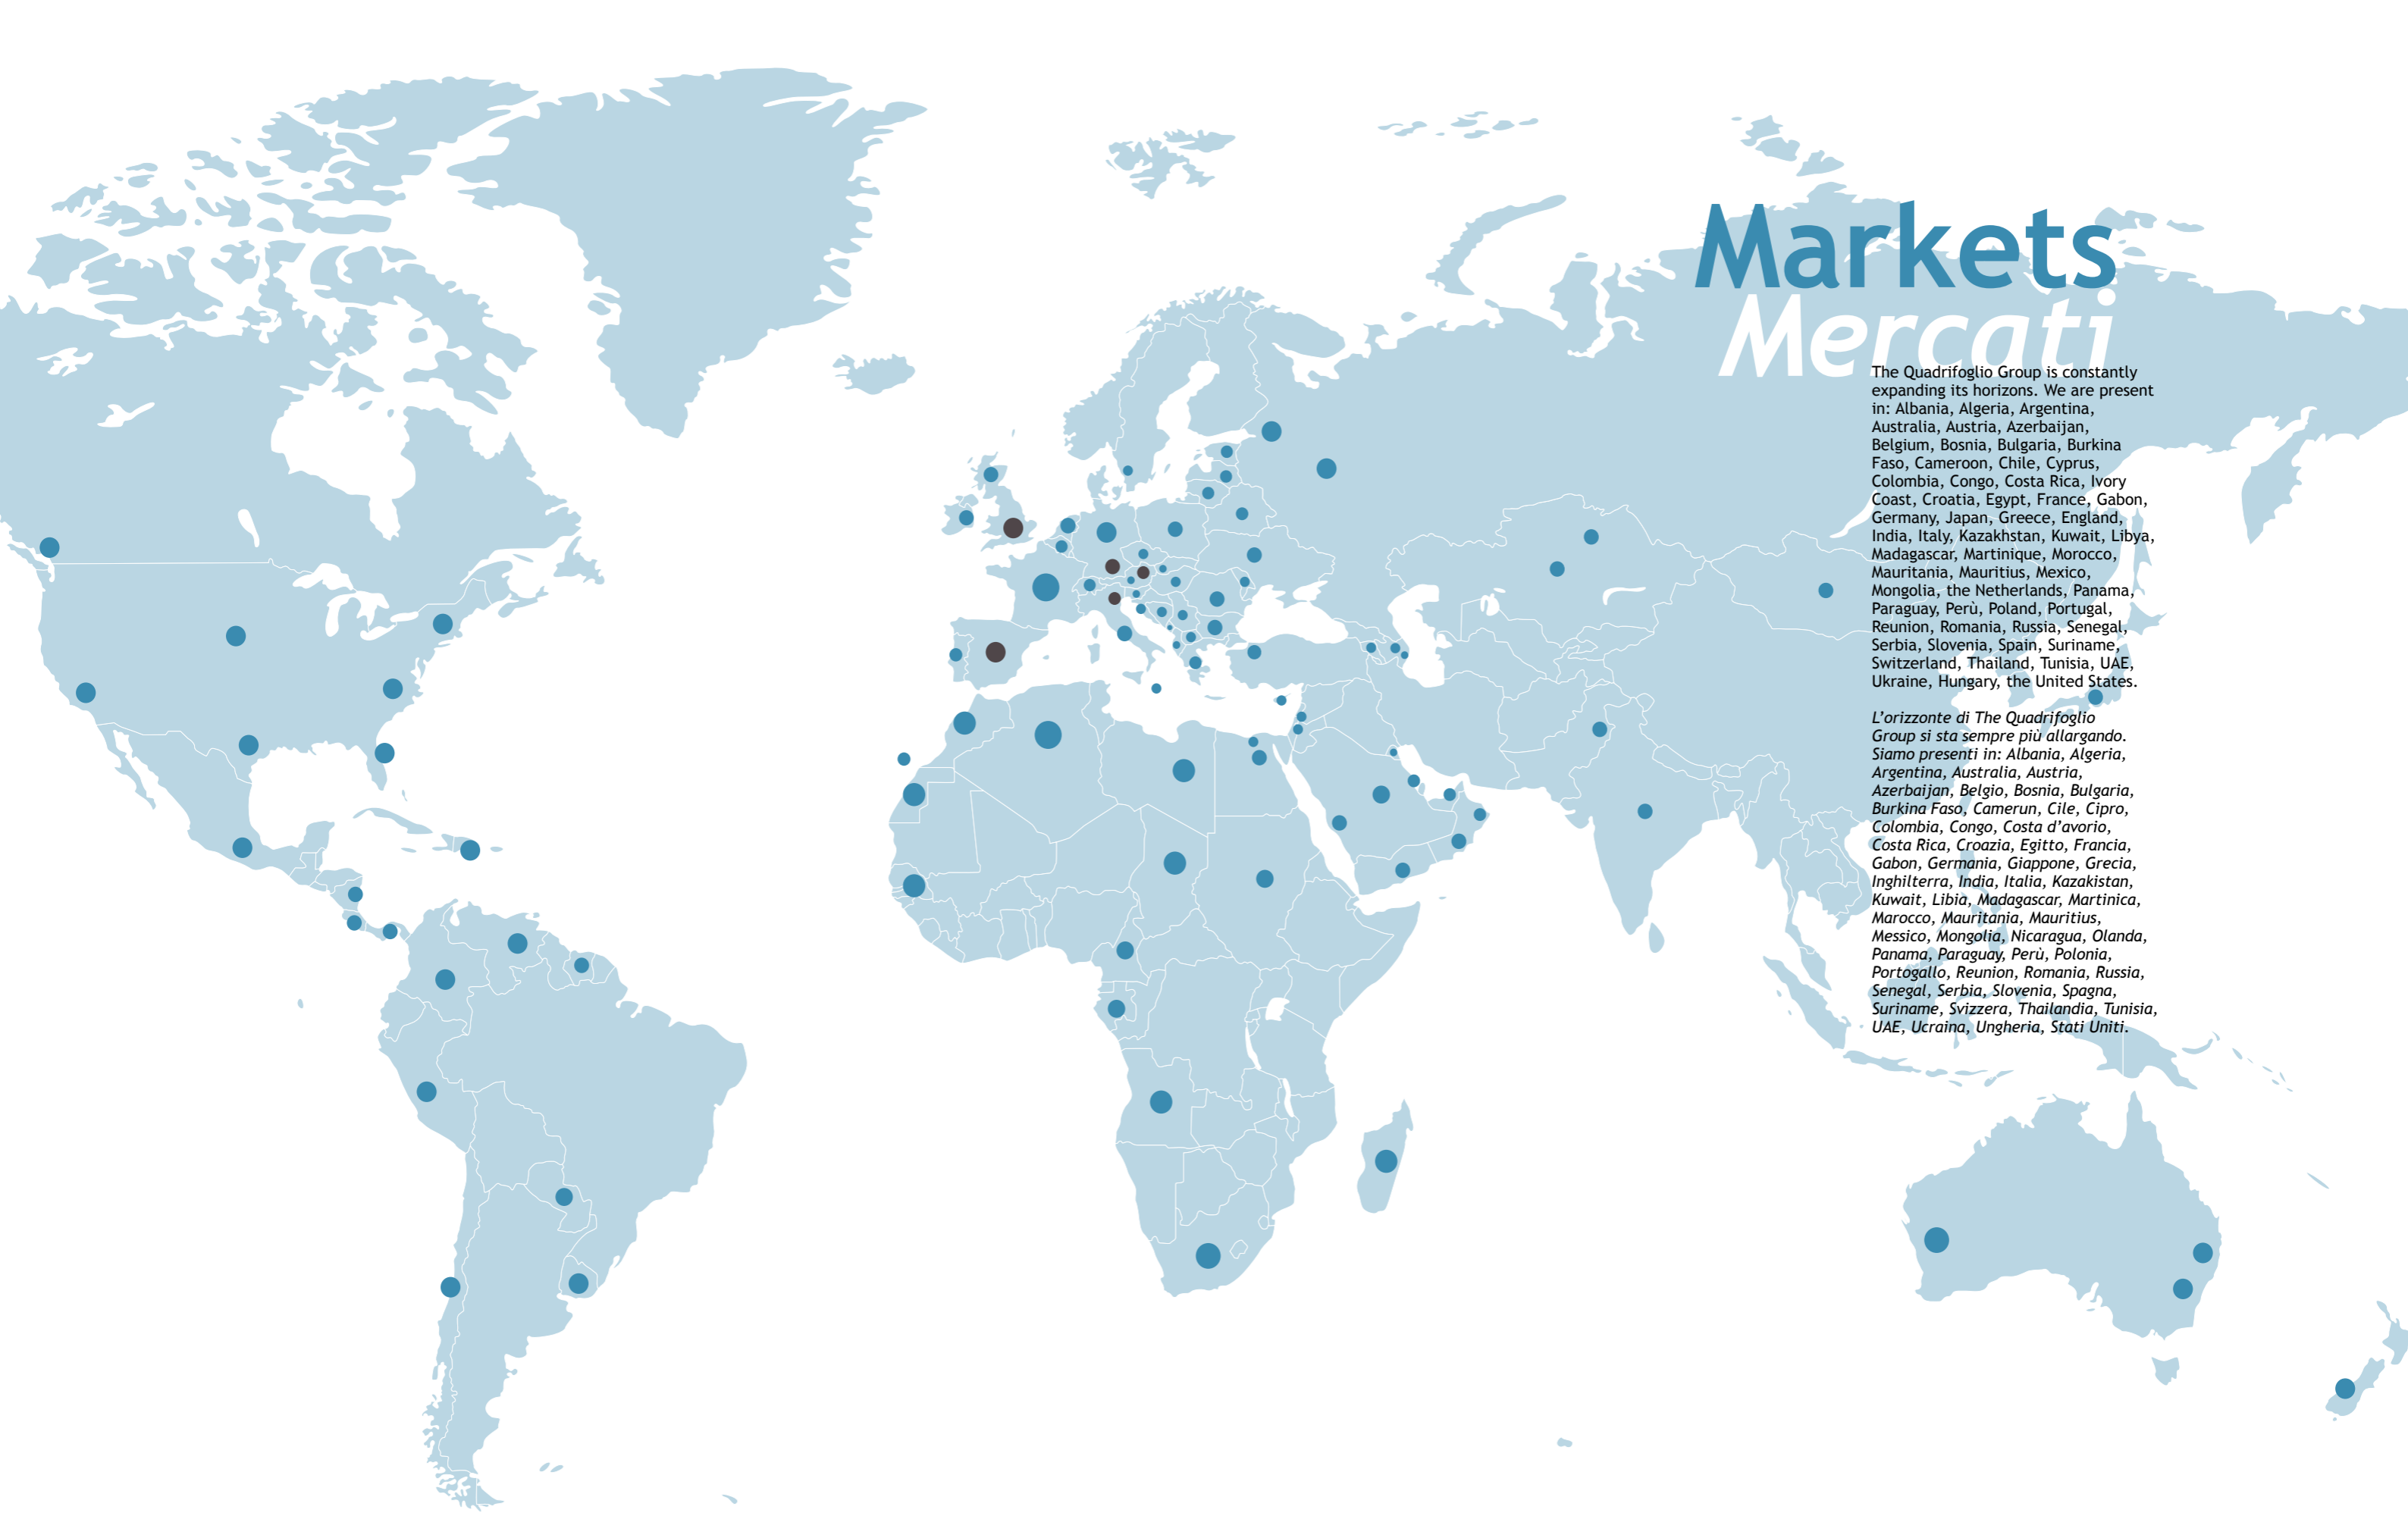 Markets
Mercati
The Quadrifoglio Group is constantly
expanding its horizons. We are present
in: Albania, Algeria, Argentina,
Australia, Austria, Azerbaijan,
Belgium, Bosnia, Bulgaria, Burkina
Faso, Cameroon, Chile, Cyprus,
Colombia, Congo, Costa Rica, Ivory
Coast, Croatia, Egypt, France, Gabon,
Germany, Japan, Greece, England,
India, Italy, Kazakhstan, Kuwait, Libya,
Madagascar, Martinique, Morocco,
Mauritania, Mauritius, Mexico,
Mongolia, the Netherlands, Panama,
Paraguay, Perù, Poland, Portugal,
Reunion, Romania, Russia, Senegal,
Serbia, Slovenia, Spain, Suriname,
Switzerland, Thailand, Tunisia, UAE,
Ukraine, Hungary, the United States.
L'orizzonte di The Quadrifoglio
Group si sta sempre più allargando.
Siamo presenti in: Albania, Algeria,
Argentina, Australia, Austria,
Azerbaijan, Belgio, Bosnia, Bulgaria,
Burkina Faso, Camerun, Cile, Cipro,
Colombia, Congo, Costa d'avorio,
Costa Rica, Croazia, Egitto, Francia,
Gabon, Germania, Giappone, Grecia,
Inghilterra, India, Italia, Kazakistan,
Kuwait, Libia, Madagascar, Martinica,
Marocco, Mauritania, Mauritius,
Messico, Mongolia, Nicaragua, Olanda,
Panama, Paraguay, Perù, Polonia,
Portogallo, Reunion, Romania, Russia,
Senegal, Serbia, Slovenia, Spagna,
Suriname, Svizzera, Thailandia, Tunisia,
UAE, Ucraina, Ungheria, Stati Uniti.